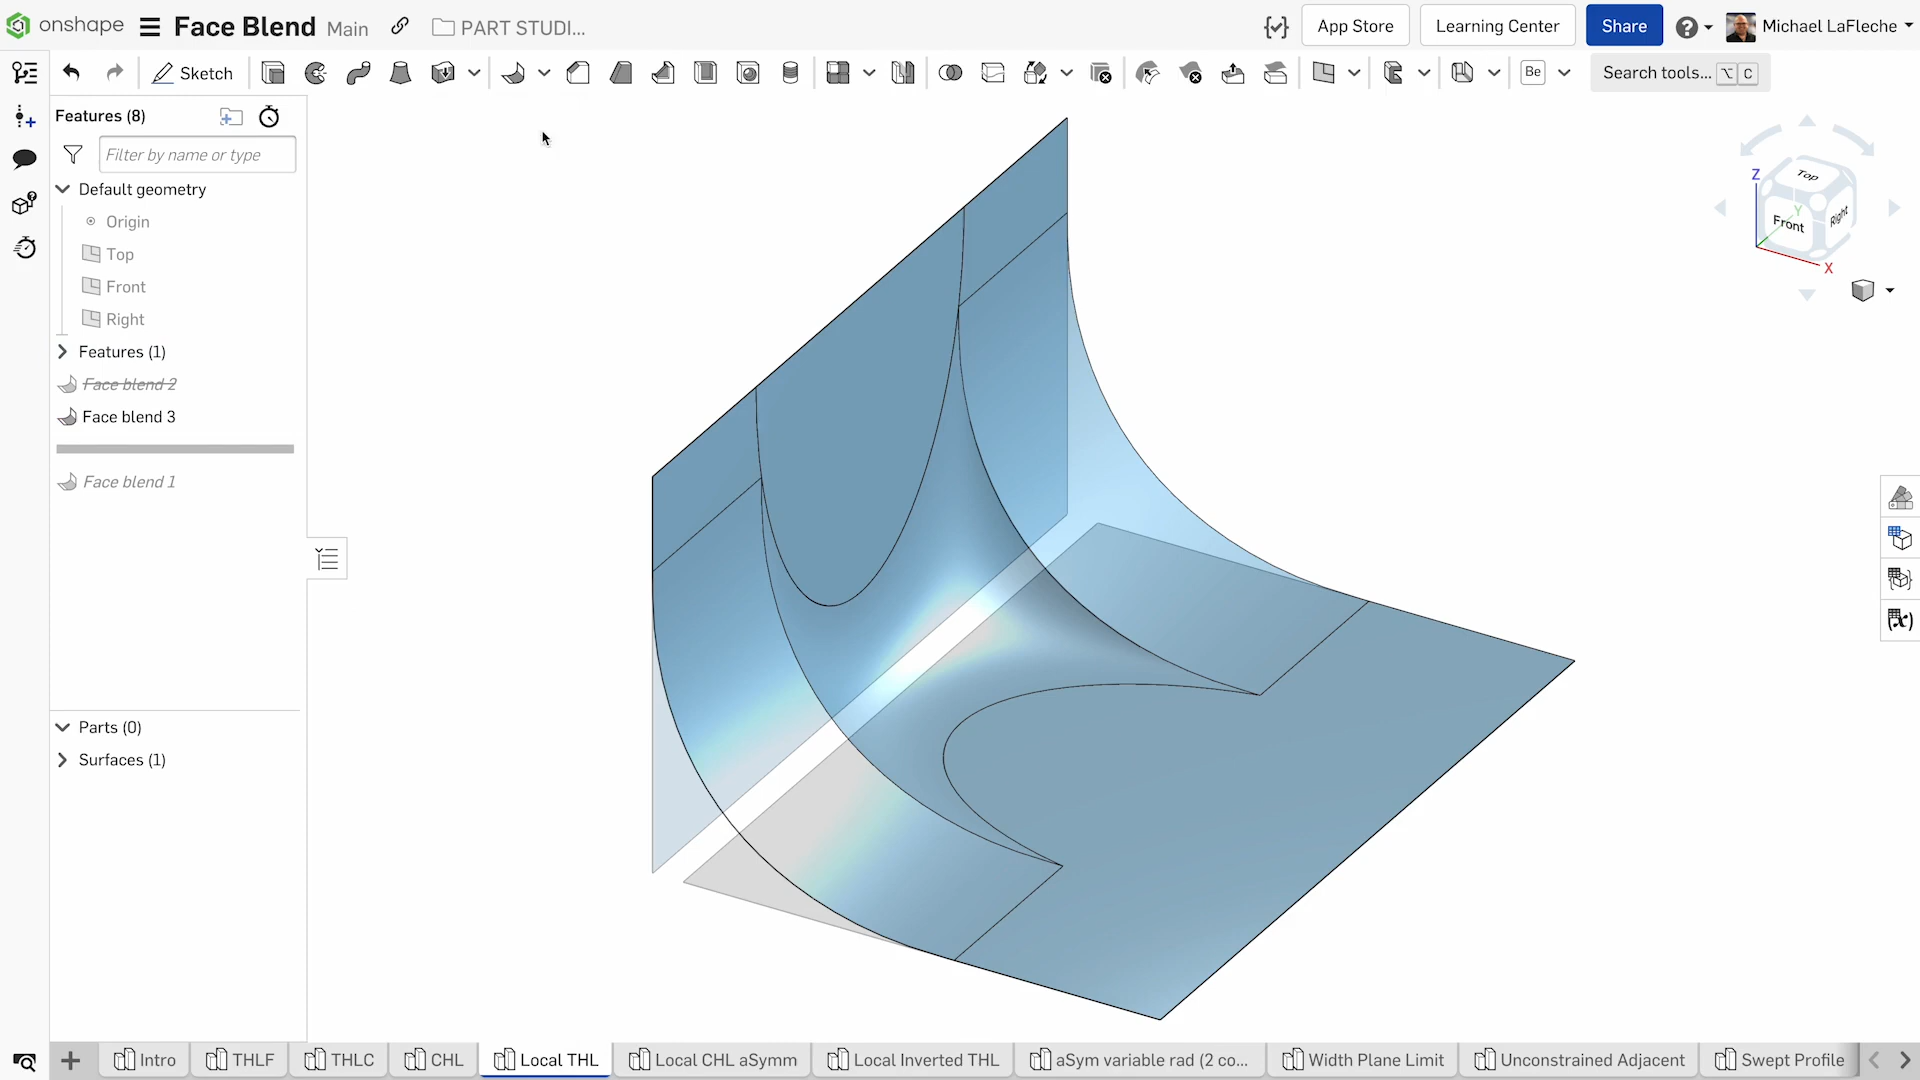 onshape Face Blend Main PART STUDI... App Store Learning Center Share Michael LaFleche
Sketch Be Search tools... ⌥ C
Features (8)
Filter by name or type
Default geometry
Origin
Top
Front
Right
Features (1)
Face blend 2
Face blend 3
Face blend 1
Parts (0)
Surfaces (1)
Z
Top
Y
Front
Right
X
(x)
Intro THLF THLC CHL Local THL Local CHL aSymm Local Inverted THL aSym variable rad (2 co... Width Plane Limit Unconstrained Adjacent Swept Profile